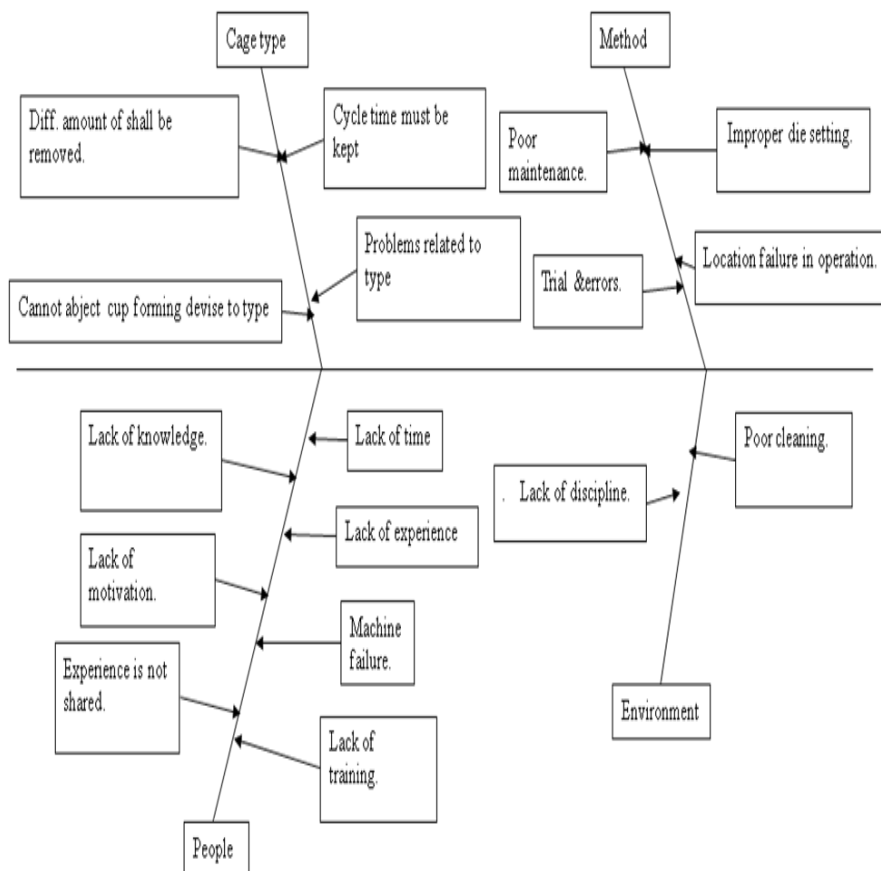 Cage type
Method
Diff. amount of shall be
removed.
Cycle time must be
kept
Poor
maintenance.
Improper die setting.
Problems related to
type
Location failure in operation.
Trial &errors.
Cannot abject cup forming devise to type
Lack of knowledge.
Lack of time
Poor cleaning.
. Lack of discipline.
Lack of experience
Lack of
motivation.
Machine
failure.
Experience is not
shared.
Environment
Lack of
training.
People